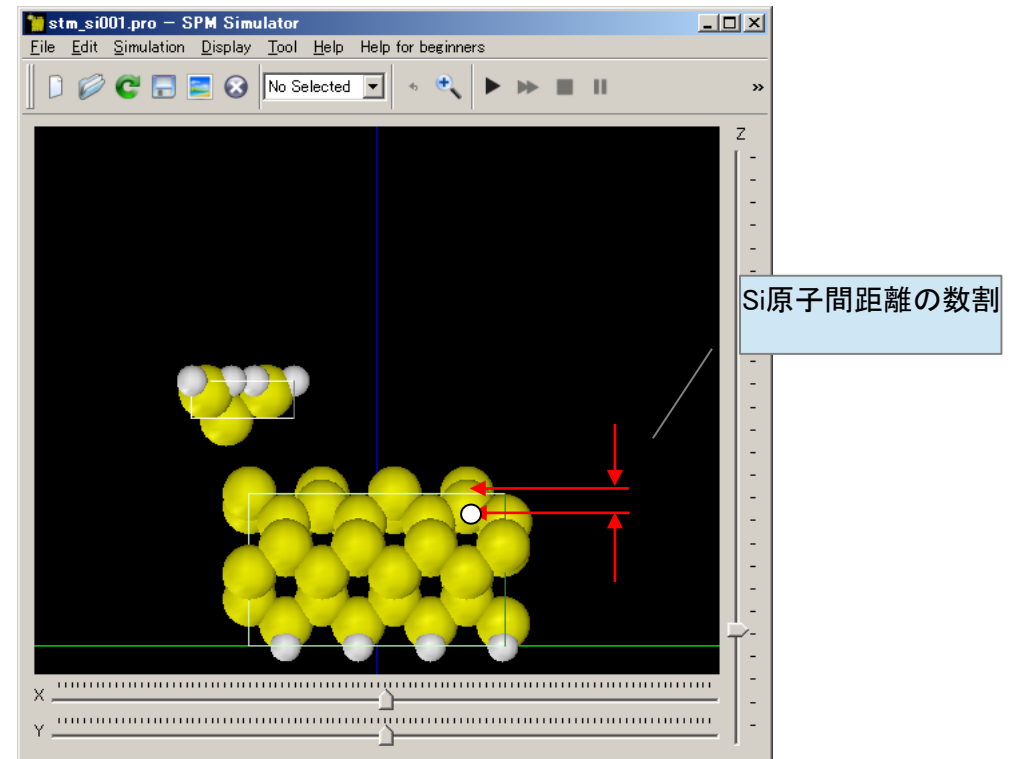 stm_si001.pro − SPM Simulator
File Edit Simulation Display Tool Help Help for beginners
No Selected
»
Z
Si原子間距離の数割
X
Y